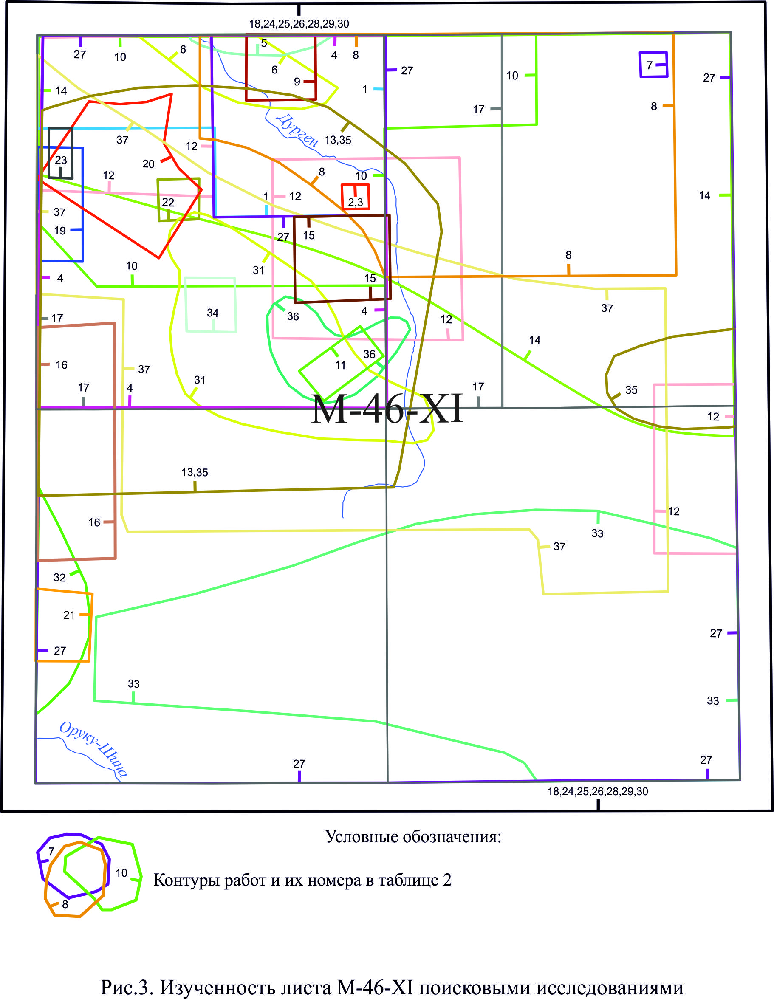 18,24,25,26,28,29,30
27 10 6 5 6 4 8
9 27 10 7 27
14 1 17 8
Дурген
37 13,35
12
23 20 8 10
12 22 1 12 2,3
37 14
19 27 15
10 31 8
4 15
17 34 36 4 12 37
14
16 37 11 36
17 4 31 17 35
М-46-XI
12
13,35
16 12
33
37
32
21
27 27
33 33
Оруку-Шина
27 27
18,24,25,26,28,29,30
Условные обозначения:
7
10
8
Контуры работ и их номера в таблице 2
Рис.3. Изученность листа М-46-XI поисковыми исследованиями